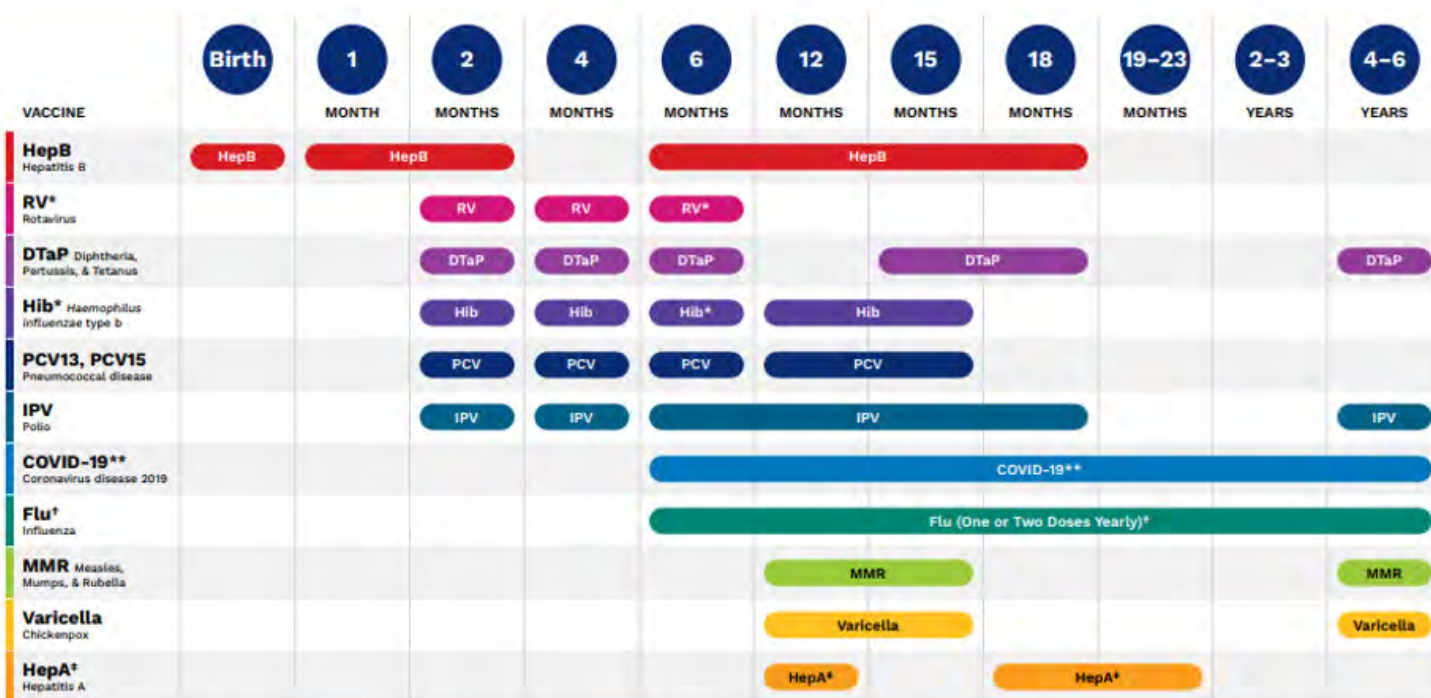 Birth 1 2 4 6 12 15 18 19–23 2–3 4–6
VACCINE MONTH MONTHS MONTHS MONTHS MONTHS MONTHS MONTHS MONTHS YEARS YEARS
HepB
Hepatitis B
HepB HepB HepB
RV*
Rotavirus
RV RV RV*
DTaP Diphtheria,
Pertussis, & Tetanus
DTaP DTaP DTaP DTaP DTaP
Hib* Haemophilus
influenzae type b
Hib Hib Hib* Hib
PCV13, PCV15
Pneumococcal disease
PCV PCV PCV PCV
IPV
Polio
IPV IPV IPV IPV
COVID-19**
Coronavirus disease 2019
COVID-19**
Flu†
Influenza
Flu (One or Two Doses Yearly)†
MMR Measles,
Mumps, & Rubella
MMR MMR
Varicella
Chickenpox
Varicella Varicella
HepA‡
Hepatitis A
HepA‡ HepA‡